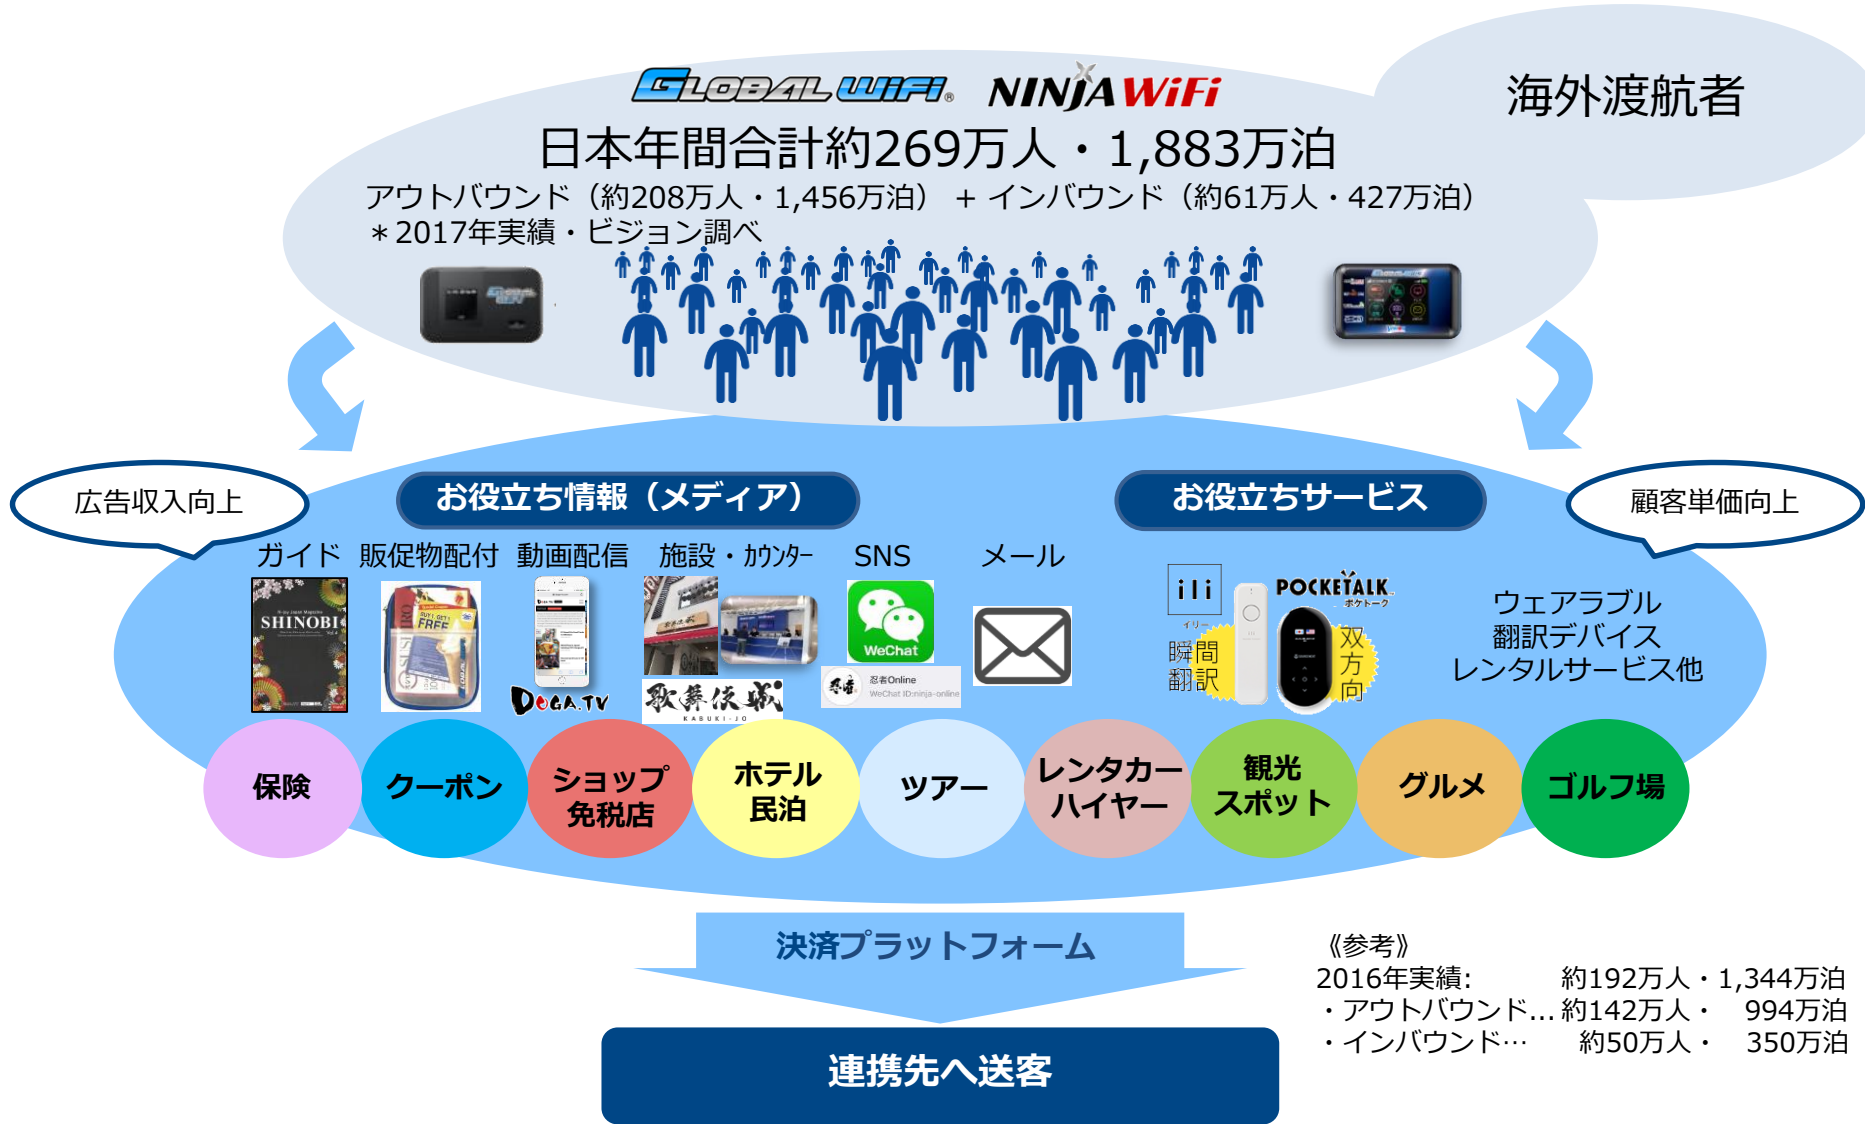 海外渡航者
GLOBAL WiFi®
NINJA WiFi
日本年間合計約269万人・1,883万泊
アウトバウンド（約208万人・1,456万泊） + インバウンド（約61万人・427万泊）
＊2017年実績・ビジョン調べ
広告収入向上
お役立ち情報（メディア）
お役立ちサービス
顧客単価向上
ガイド
販促物配付
動画配信
施設・ｶｳﾝﾀｰ
SNS
メール
SHINOBI
BUY 1, GET 1
FREE
DOGA.TV
歌舞伎城
KABUKI-JO
WeChat
忍者Online
WeChat ID:ninja-online
ili
イリー
瞬間
翻訳
POCKETALK
ポケトーク
双
方
向
ウェアラブル
翻訳デバイス
レンタルサービス他
保険
クーポン
ショップ
免税店
ホテル
民泊
ツアー
レンタカー
ハイヤー
観光
スポット
グルメ
ゴルフ場
決済プラットフォーム
連携先へ送客
《参考》
2016年実績: 約192万人・1,344万泊
・アウトバウンド… 約142万人・ 994万泊
・インバウンド… 約50万人・ 350万泊